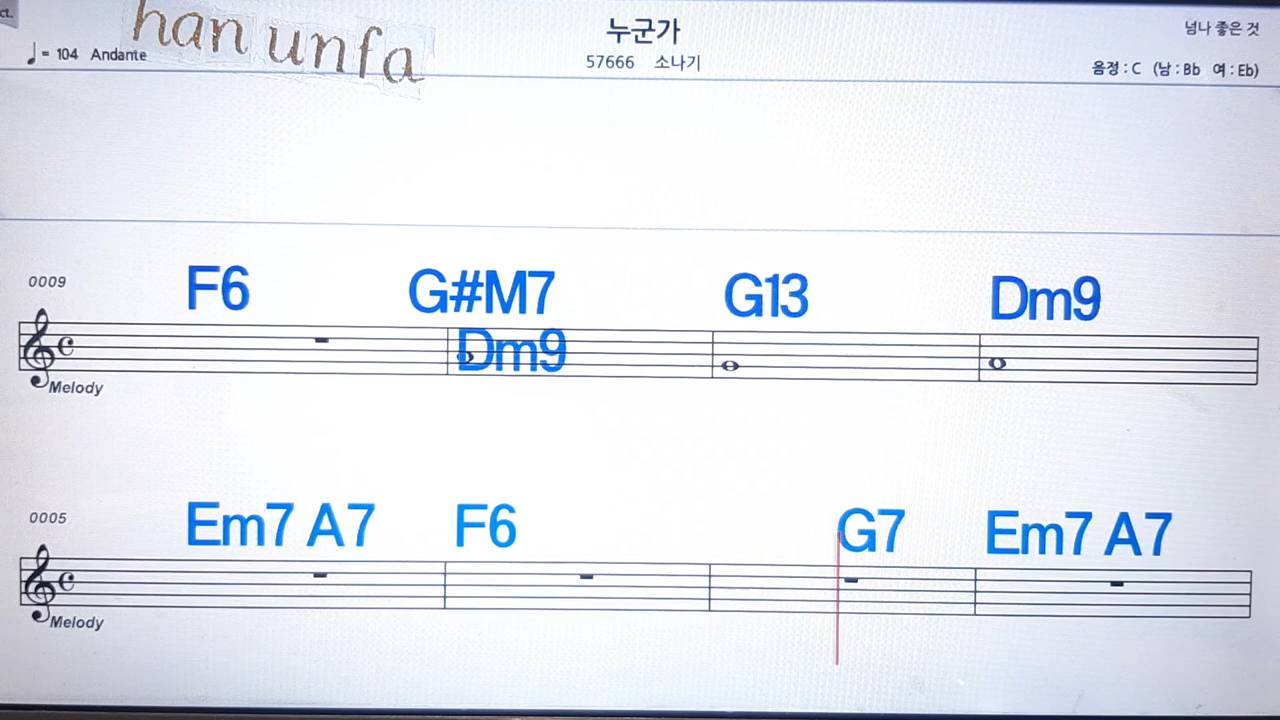 ct.
han unfa
누군가
넘나 좋은 것
♩= 104 Andante
57666 소나기
음정 : C (남 : Bb 여 : Eb)
0009
F6 G#M7 G13 Dm9
Dm9
Melody
0005
Em7 A7 F6 G7 Em7 A7
Melody